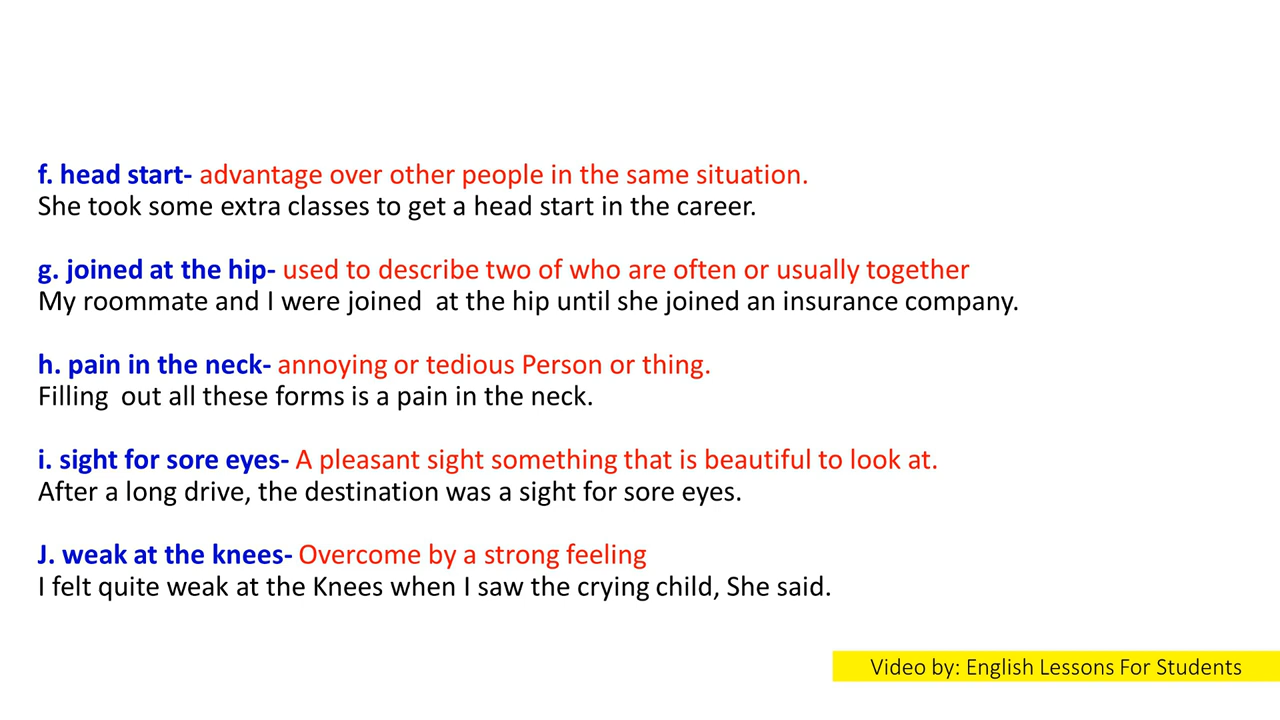 f. head start- advantage over other people in the same situation.
She took some extra classes to get a head start in the career.
g. joined at the hip- used to describe two of who are often or usually together
My roommate and I were joined  at the hip until she joined an insurance company.
h. pain in the neck- annoying or tedious Person or thing.
Filling  out all these forms is a pain in the neck.
i. sight for sore eyes- A pleasant sight something that is beautiful to look at.
After a long drive, the destination was a sight for sore eyes.
J. weak at the knees- Overcome by a strong feeling
I felt quite weak at the Knees when I saw the crying child, She said.
Video by: English Lessons For Students